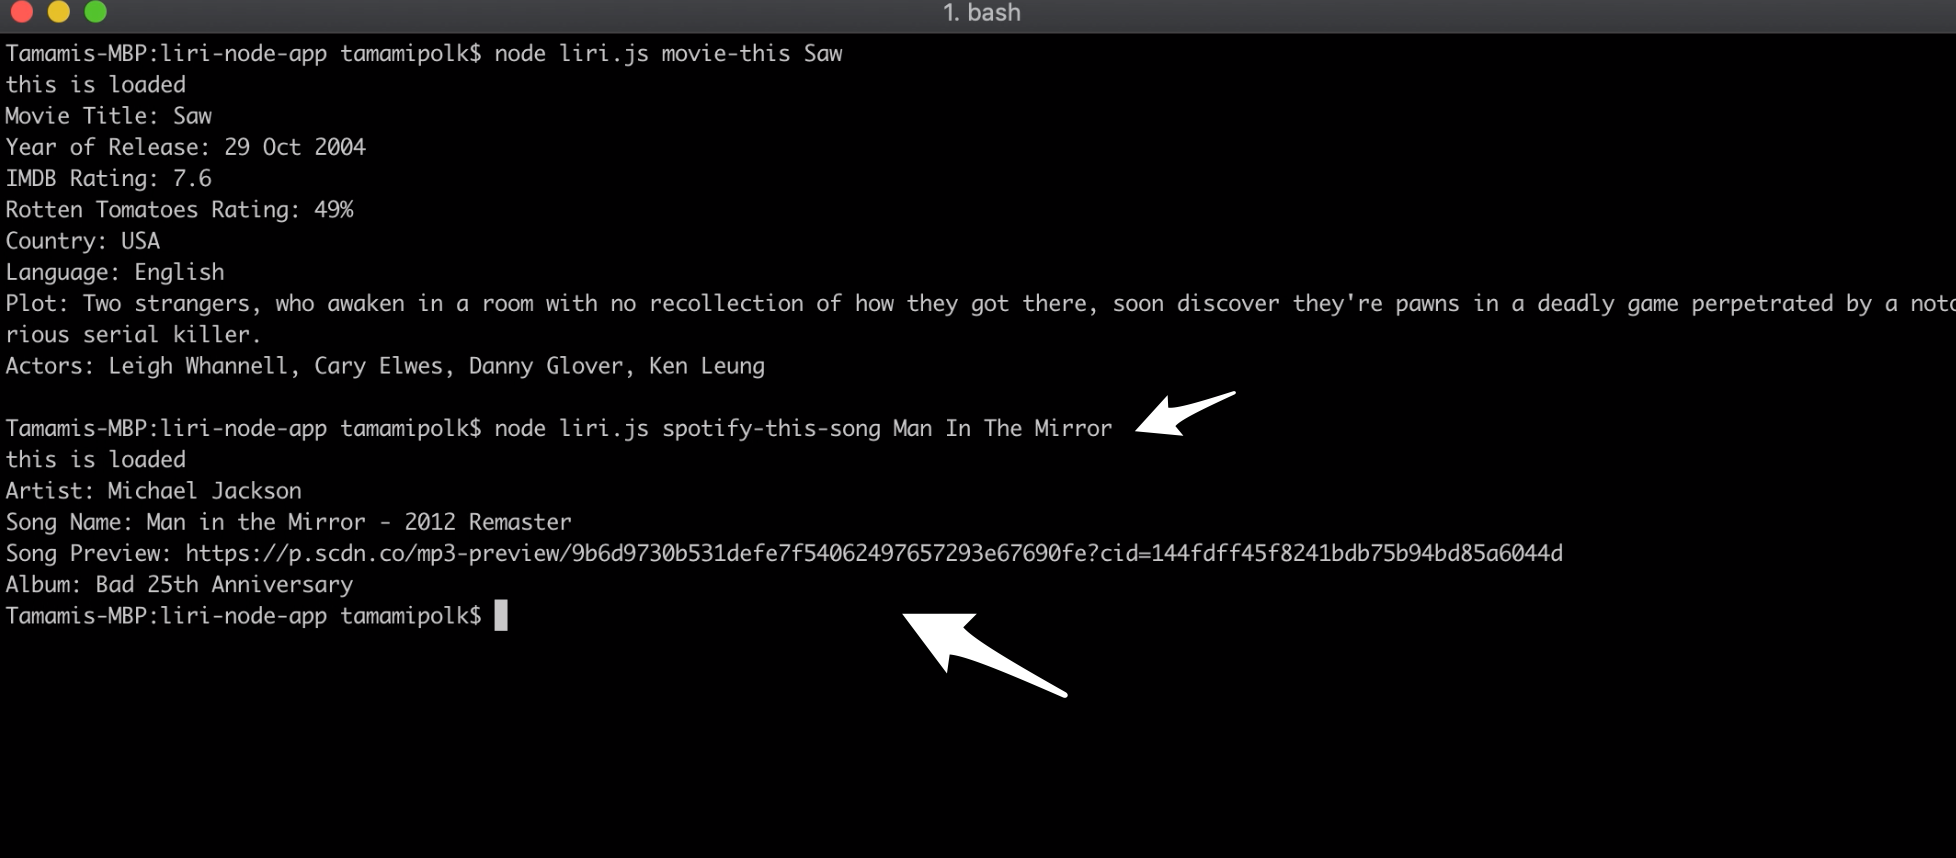 1. bash
Tamamis-MBP:liri-node-app tamamipolk$ node liri.js movie-this Saw
this is loaded
Movie Title: Saw
Year of Release: 29 Oct 2004
IMDB Rating: 7.6
Rotten Tomatoes Rating: 49%
Country: USA
Language: English
Plot: Two strangers, who awaken in a room with no recollection of how they got there, soon discover they're pawns in a deadly game perpetrated by a noto
rious serial killer.
Actors: Leigh Whannell, Cary Elwes, Danny Glover, Ken Leung
Tamamis-MBP:liri-node-app tamamipolk$ node liri.js spotify-this-song Man In The Mirror
this is loaded
Artist: Michael Jackson
Song Name: Man in the Mirror - 2012 Remaster
Song Preview: https://p.scdn.co/mp3-preview/9b6d9730b531defe7f54062497657293e67690fe?cid=144fdff45f8241bdb75b94bd85a6044d
Album: Bad 25th Anniversary
Tamamis-MBP:liri-node-app tamamipolk$